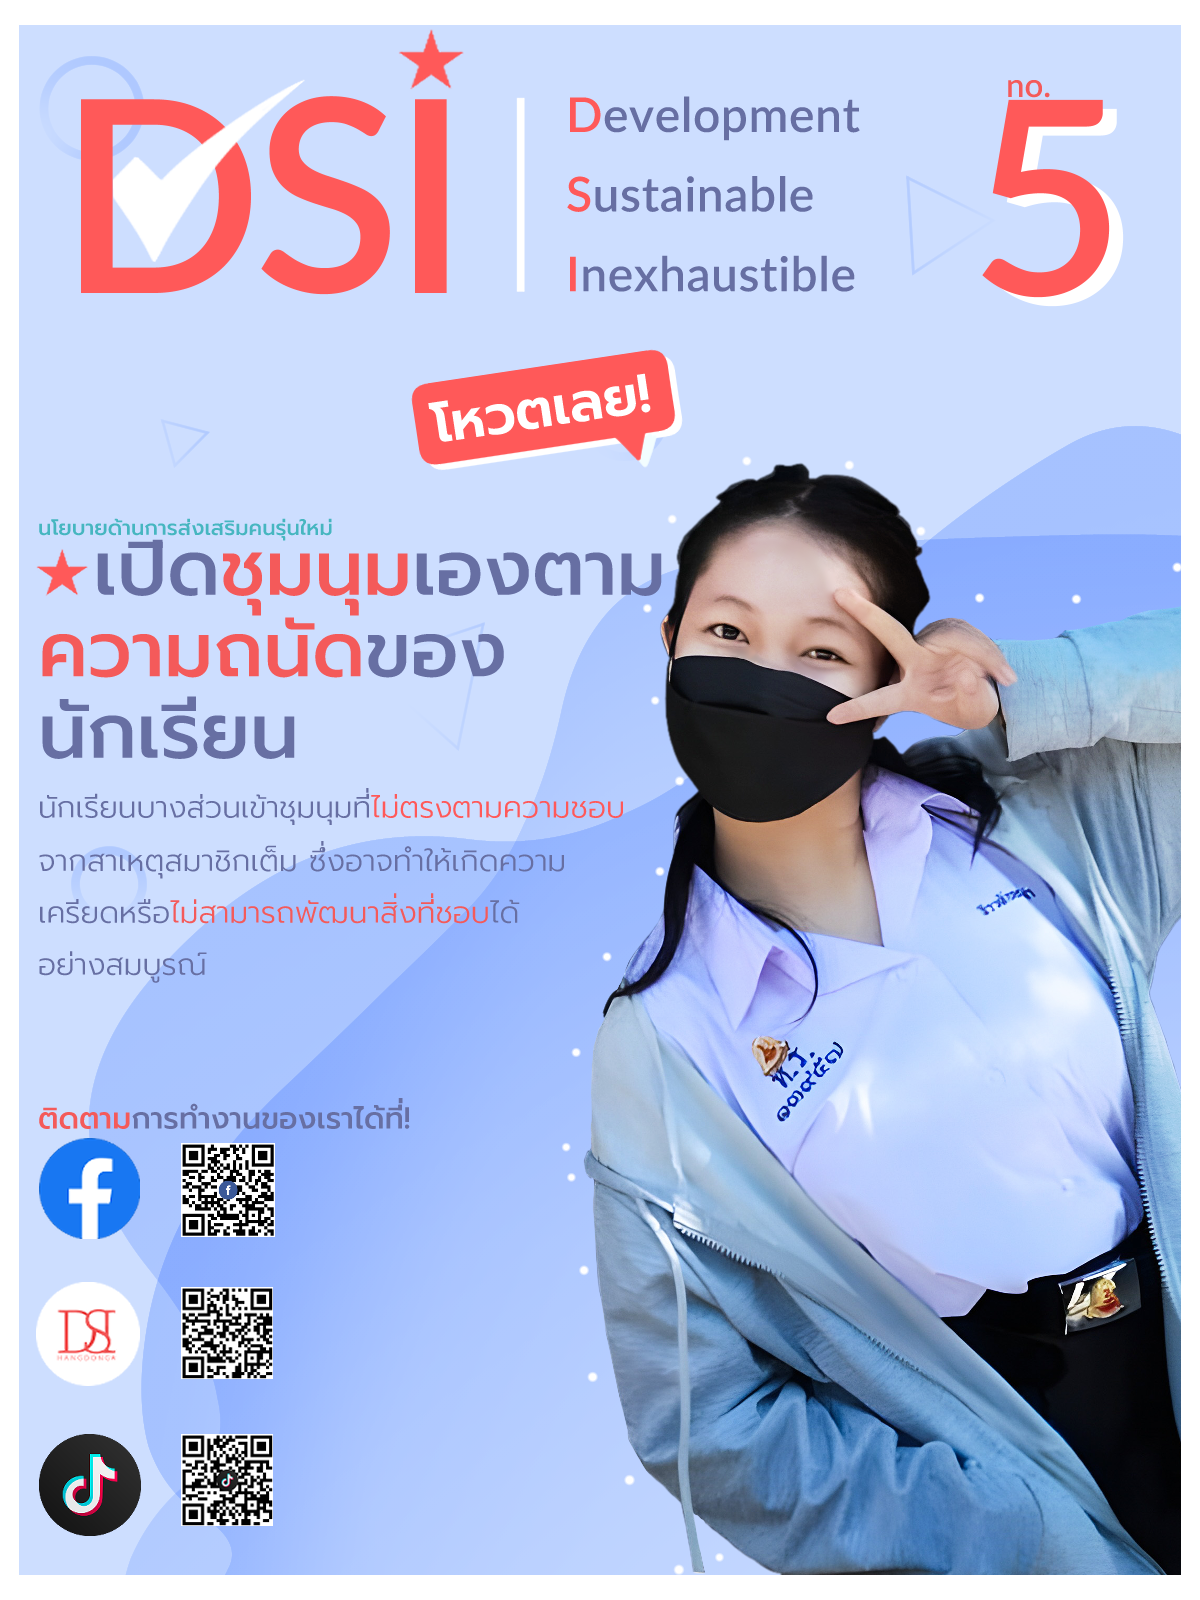 DSI
Development
Sustainable
Inexhaustible
no.
5
โหวตเลย!
นโยบายด้านการส่งเสริมคนรุ่นใหม่
เปิดชุมนุมเองตาม
ความถนัดของ
นักเรียน
นักเรียนบางส่วนเข้าชุมนุมที่ไม่ตรงตามความชอบ
จากสาเหตุสมาชิกเต็ม ซึ่งอาจทำให้เกิดความ
เครียดหรือไม่สามารถพัฒนาสิ่งที่ชอบได้
อย่างสมบูรณ์
ห.ร.
๑๓๙๕๗
ติดตามการทำงานของเราได้ที่!
DSI
HANGDONGA